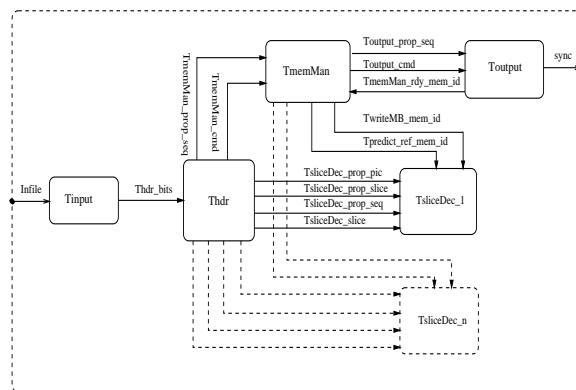 Toutput_prop_seq
Toutput_cmd
TmemMan_rdy_mem_id
TmemMan
Toutput
sync
TmemMan_prop_seq
TmemMan_cmd
TwriteMB_mem_id
Tpredict_ref_mem_id
Infile
Tinput
Thdr_bits
Thdr
TsliceDec_prop_pic
TsliceDec_prop_slice
TsliceDec_prop_seq
TsliceDec_slice
TsliceDec_1
TsliceDec_n